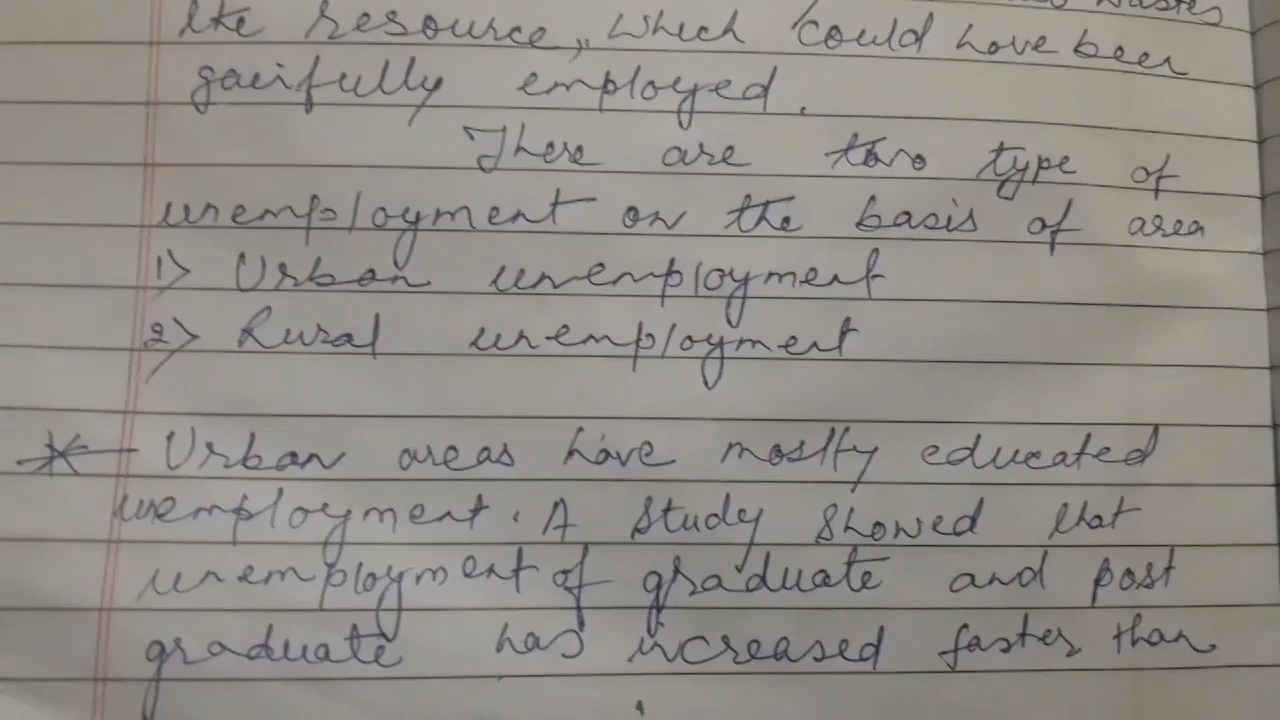 wastes
the resource, which could have been
gainfully employed.
There are two type of
unemployment on the basis of area
1) Urban unemployment
2) Rural unemployment
* Urban areas have mostly educated
unemployment. A study showed that
unemployment of graduate and post
graduate has increased faster than